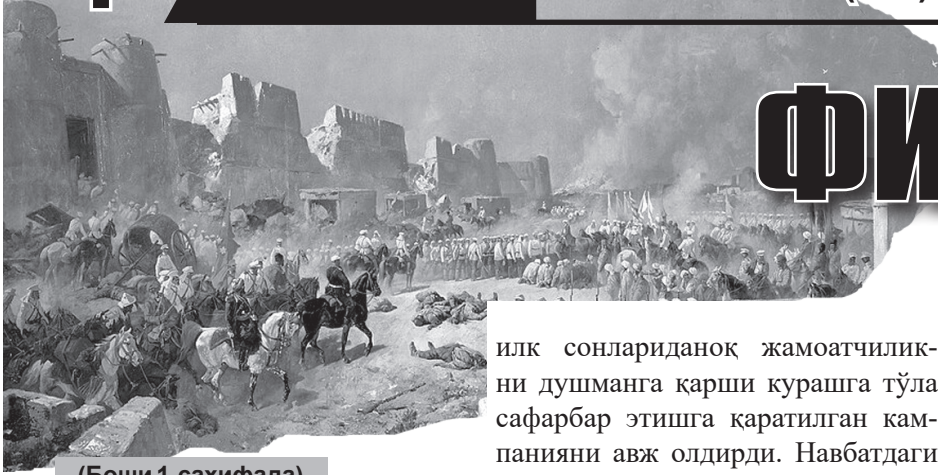 ФИ
илк сонлариданоқ жамоатчилик-
ни душманга қарши курашга тўла
сафарбар этишга қаратилган кам-
панияни авж олдирди. Навбатдаги
(Боши 1-саҳифада)